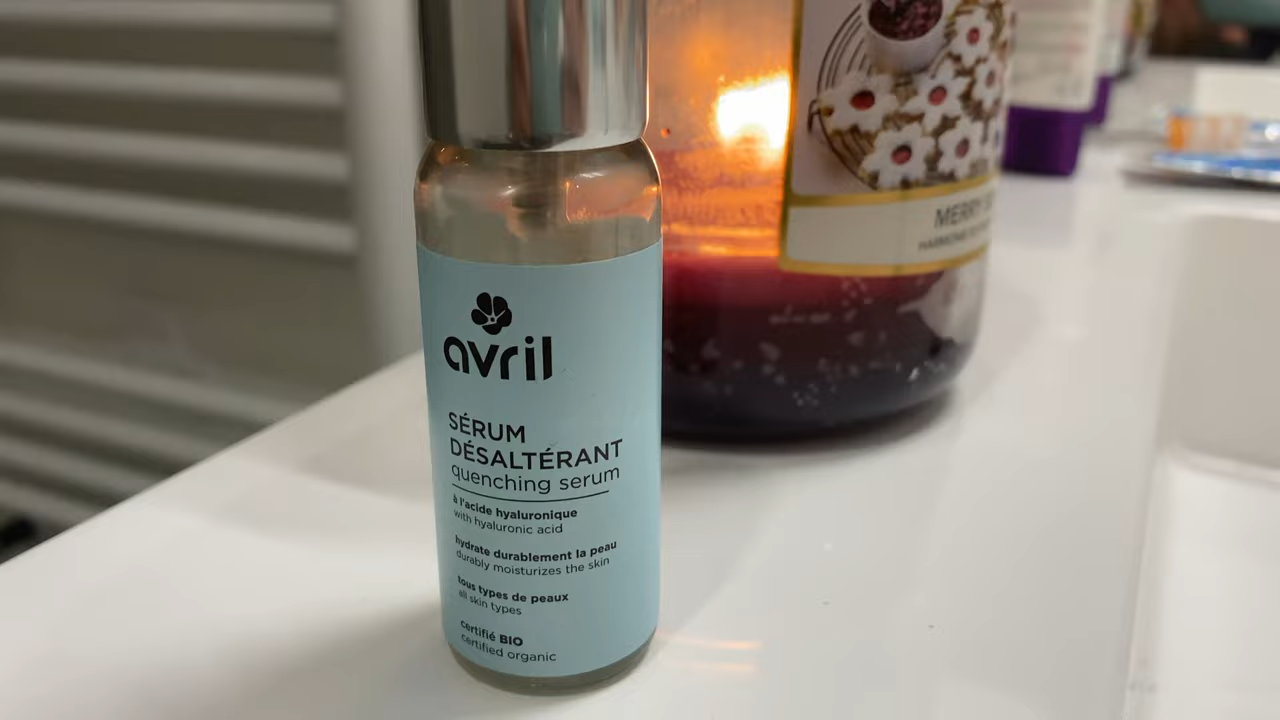 avril
SÉRUM
DÉSALTÉRANT
quenching serum
à l'acide hyaluronique
with hyaluronic acid
hydrate durablement la peau
durably moisturizes the skin
tous types de peaux
all skin types
certifié BIO
certified organic
MERRY